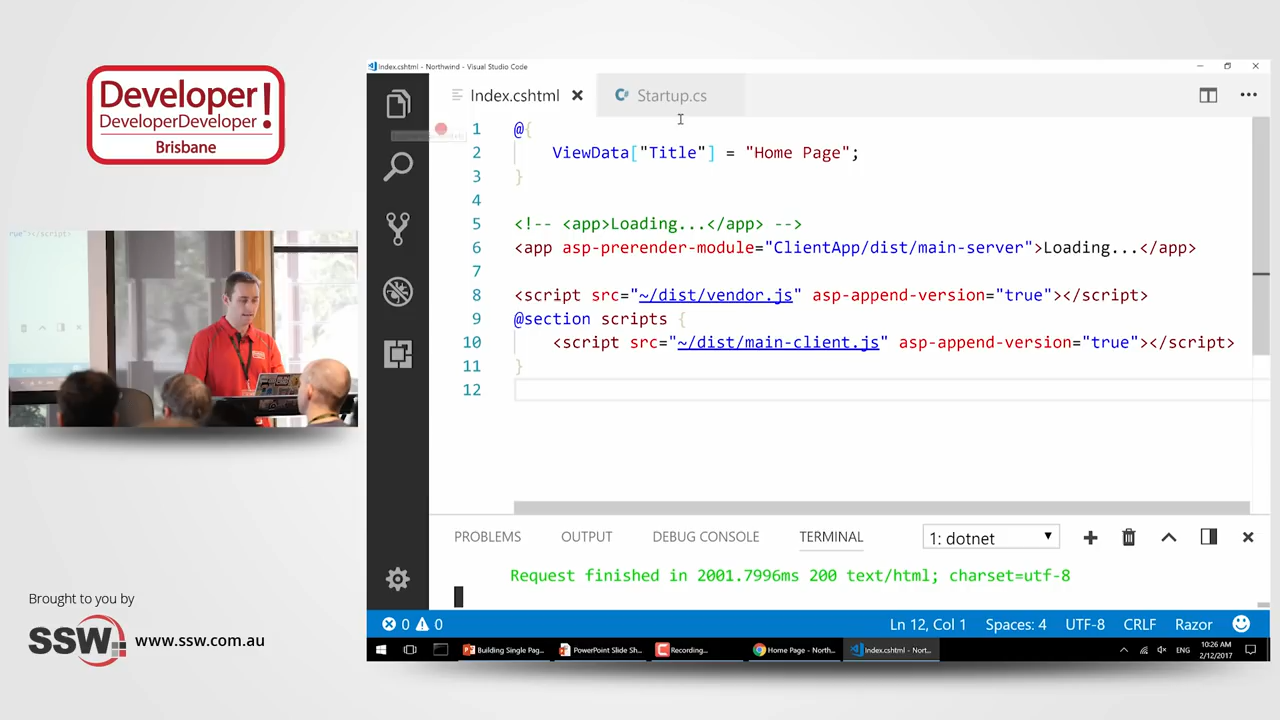 Developer!
DeveloperDeveloper
Brisbane
Brought to you by
SSW
www.ssw.com.au
Index.cshtml - Northwind - Visual Studio Code
Index.cshtml
C# Startup.cs
1 @{
2 ViewData["Title"] = "Home Page";
3 }
4
5 <!-- <app>Loading...</app> -->
6 <app asp-prerender-module="ClientApp/dist/main-server">Loading...</app>
7
8 <script src="~/dist/vendor.js" asp-append-version="true"></script>
9 @section scripts {
10 <script src="~/dist/main-client.js" asp-append-version="true"></script>
11 }
12
PROBLEMS OUTPUT DEBUG CONSOLE TERMINAL 1: dotnet
Request finished in 2001.7996ms 200 text/html; charset=utf-8
0 0 Ln 12, Col 1 Spaces: 4 UTF-8 CRLF Razor
Building Single Pag... PowerPoint Slide Sh... Recording... Home Page - North... Index.cshtml - Nort... ENG 10:26 AM
2/12/2017